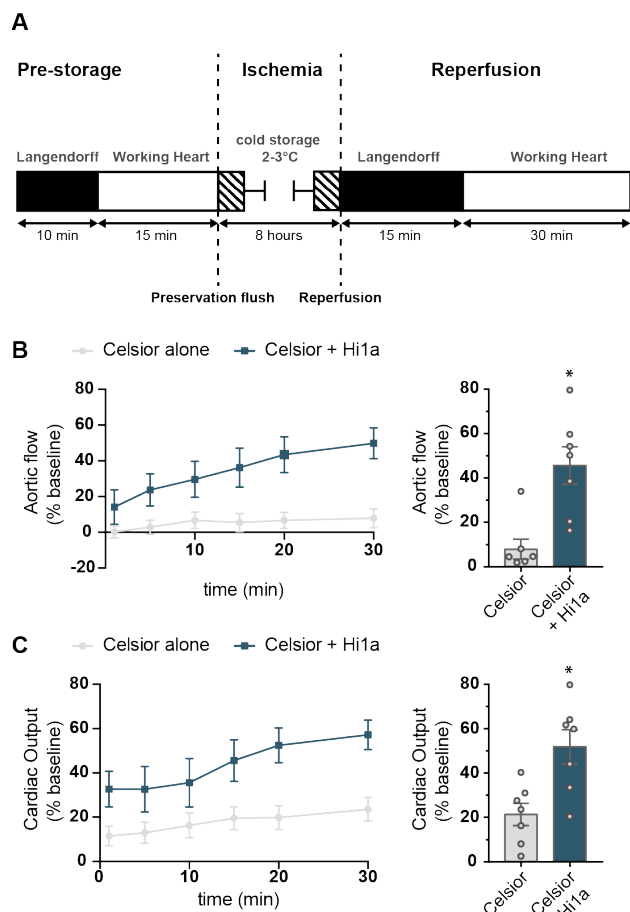 A
Pre-storage Ischemia Reperfusion
cold storage
2-3°C
Langendorff Working Heart Langendorff Working Heart
10 min 15 min 8 hours 15 min 30 min
Preservation flush Reperfusion
B
Celsior alone Celsior + Hi1a
Aortic flow
(% baseline)
80
60
40
20
0
-20
10 20 30
time (min)
Aortic flow
(% baseline)
80
60
40
20
0
*
Celsior
Celsior
+ Hi1a
C
Celsior alone Celsior + Hi1a
Cardiac Output
(% baseline)
80
60
40
20
0
0 10 20 30
time (min)
Cardiac Output
(% baseline)
80
60
40
20
0
*
Celsior
Celsior
Hi1a